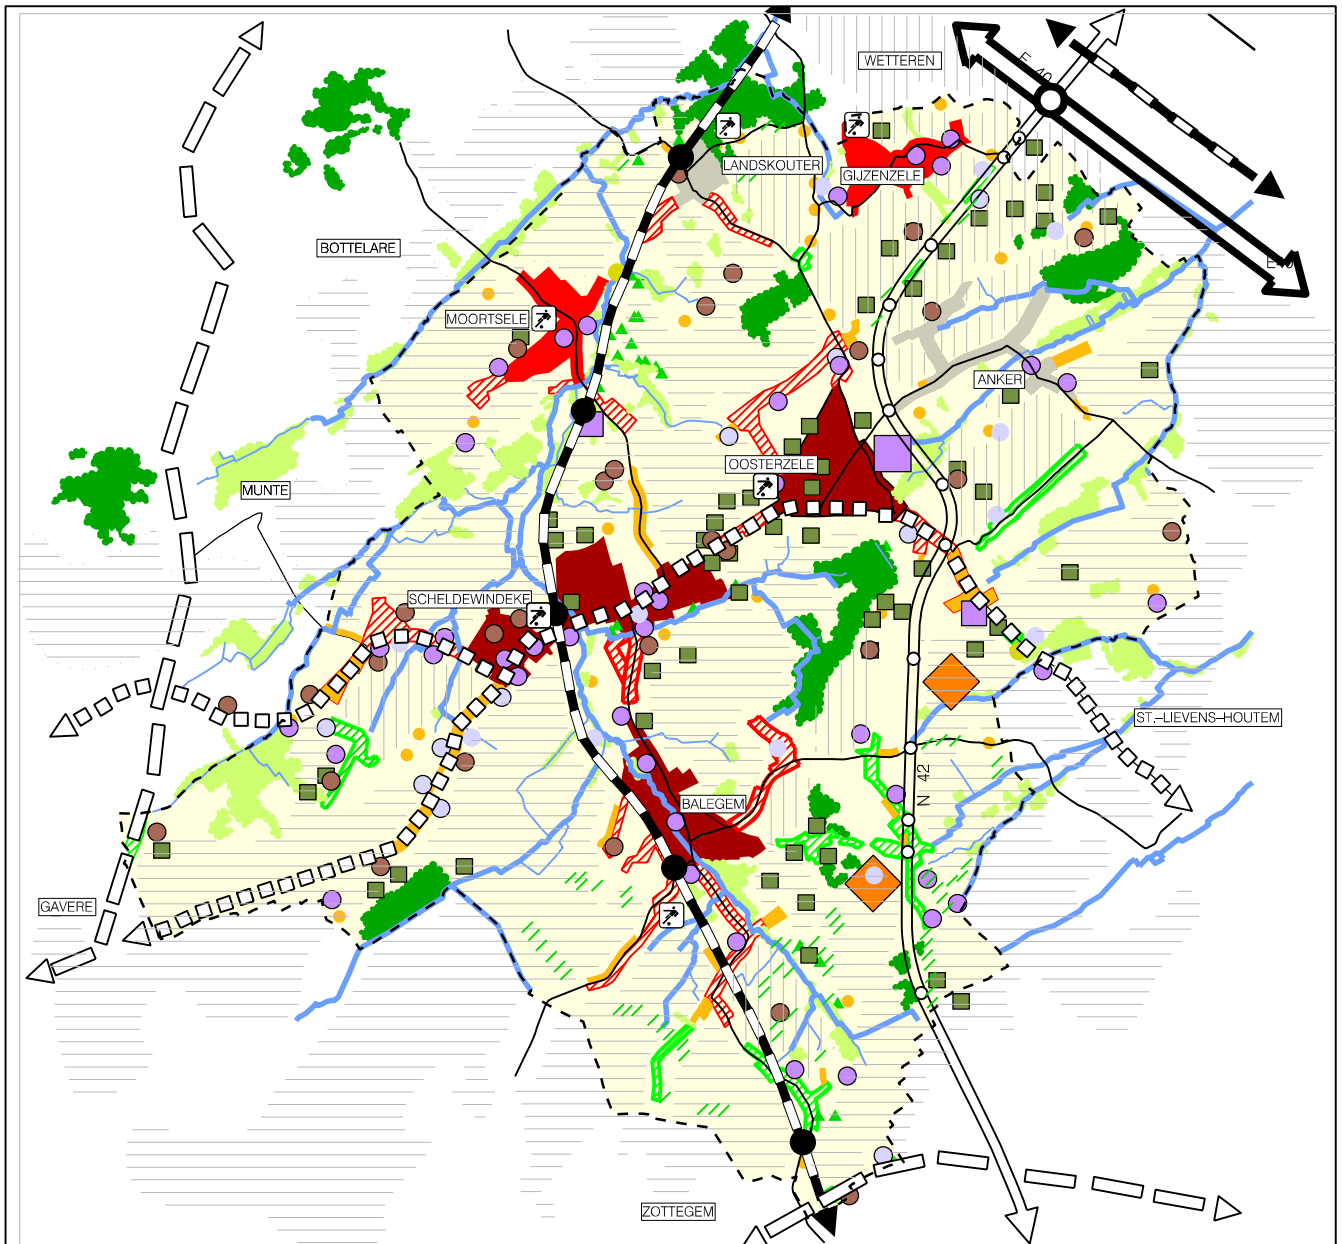 WETTEREN
E 40
LANDSKOUTER
GIJZENZELE
BOTTELARE
E40
MOORTSELE
ANKER
OOSTERZELE
MUNTE
SCHELDEWINDEKE
ST.-LIEVENS-HOUTEM
N 42
BALEGEM
GAVERE
ZOTTEGEM